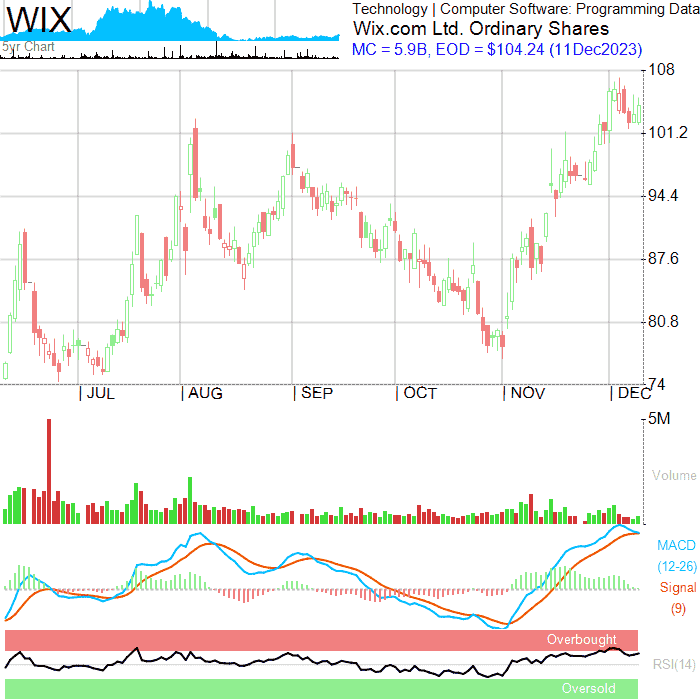 WIX
5yr Chart
Technology | Computer Software: Programming Data
Wix.com Ltd. Ordinary Shares
MC = 5.9B, EOD = $104.24 (11Dec2023)
108
101.2
94.4
87.6
80.8
74
JUL
AUG
SEP
OCT
NOV
DEC
5M
Volume
MACD
(12-26)
Signal
(9)
Overbought
RSI(14)
Oversold